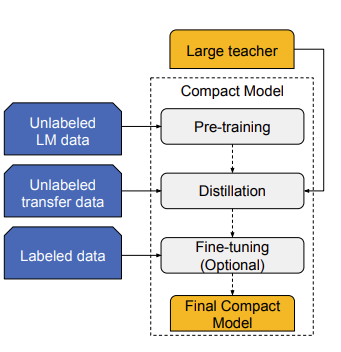 Large teacher
Compact Model
Unlabeled
LM data
Pre-training
Unlabeled
transfer data
Distillation
Labeled data
Fine-tuning
(Optional)
Final Compact
Model